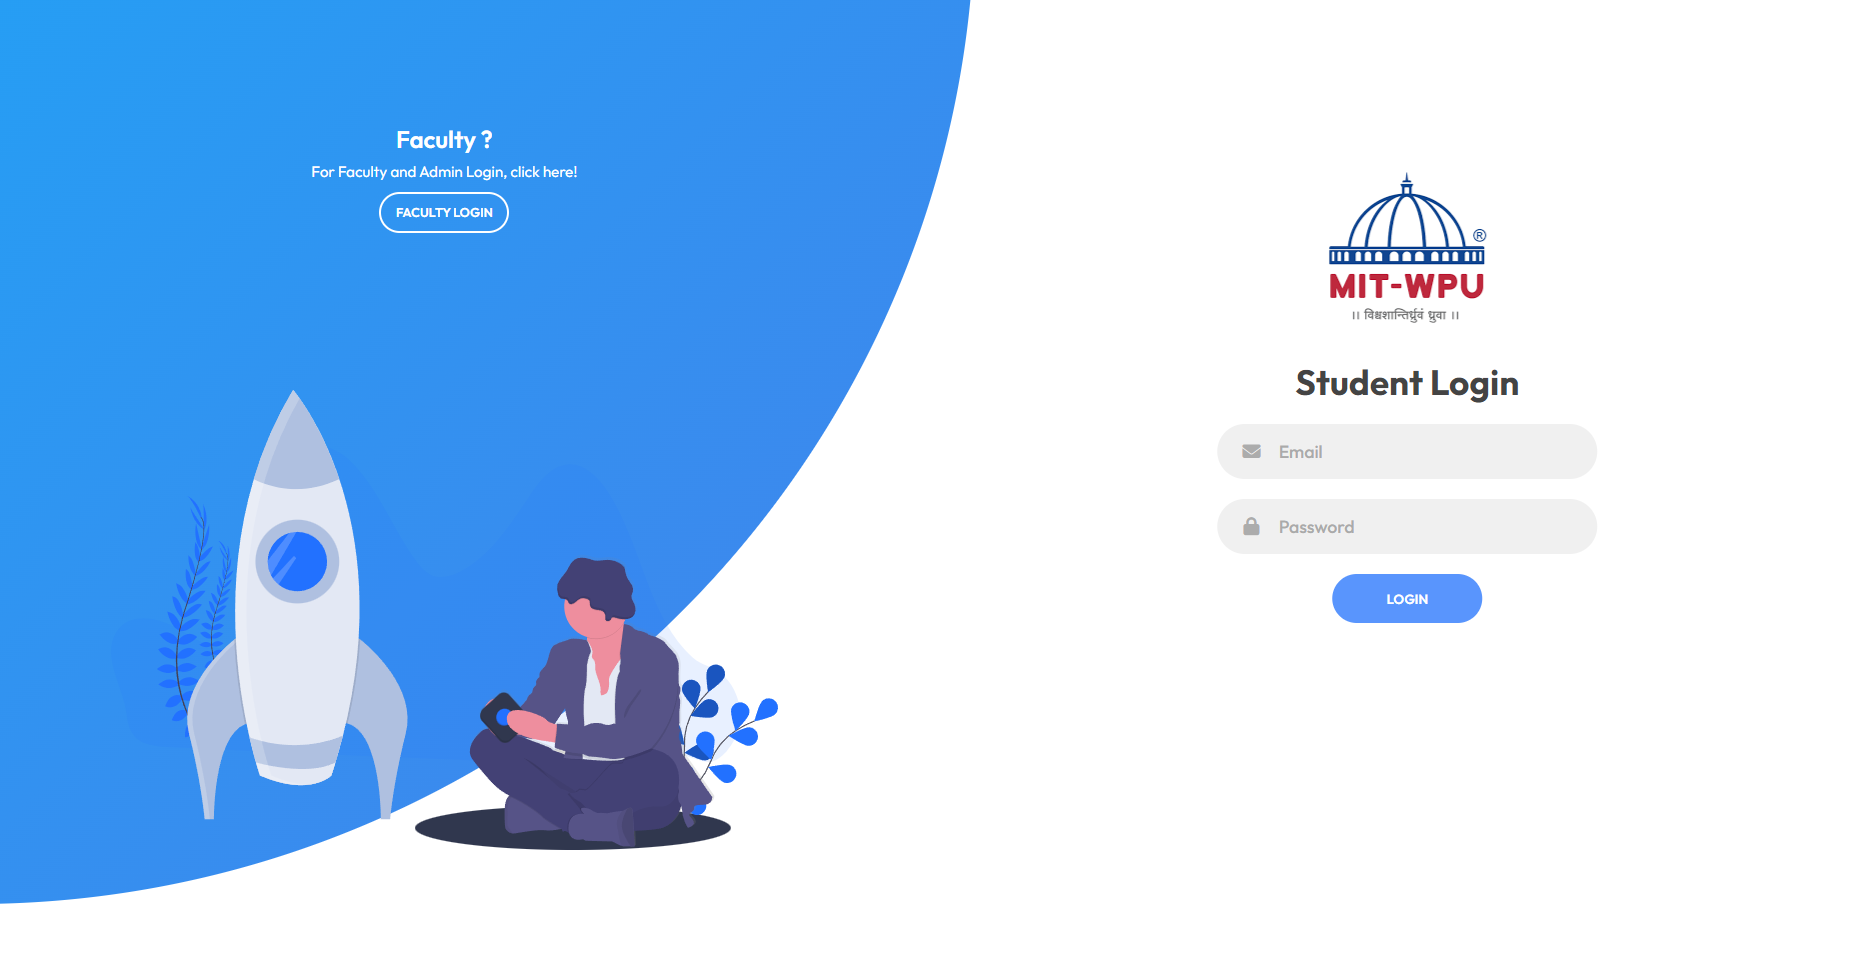 Faculty ?
For Faculty and Admin Login, click here!
FACULTY LOGIN
®
MIT-WPU
।। विश्वशान्तिर्ध्रुवं ध्रुवा ।।
Student Login
Email
Password
LOGIN